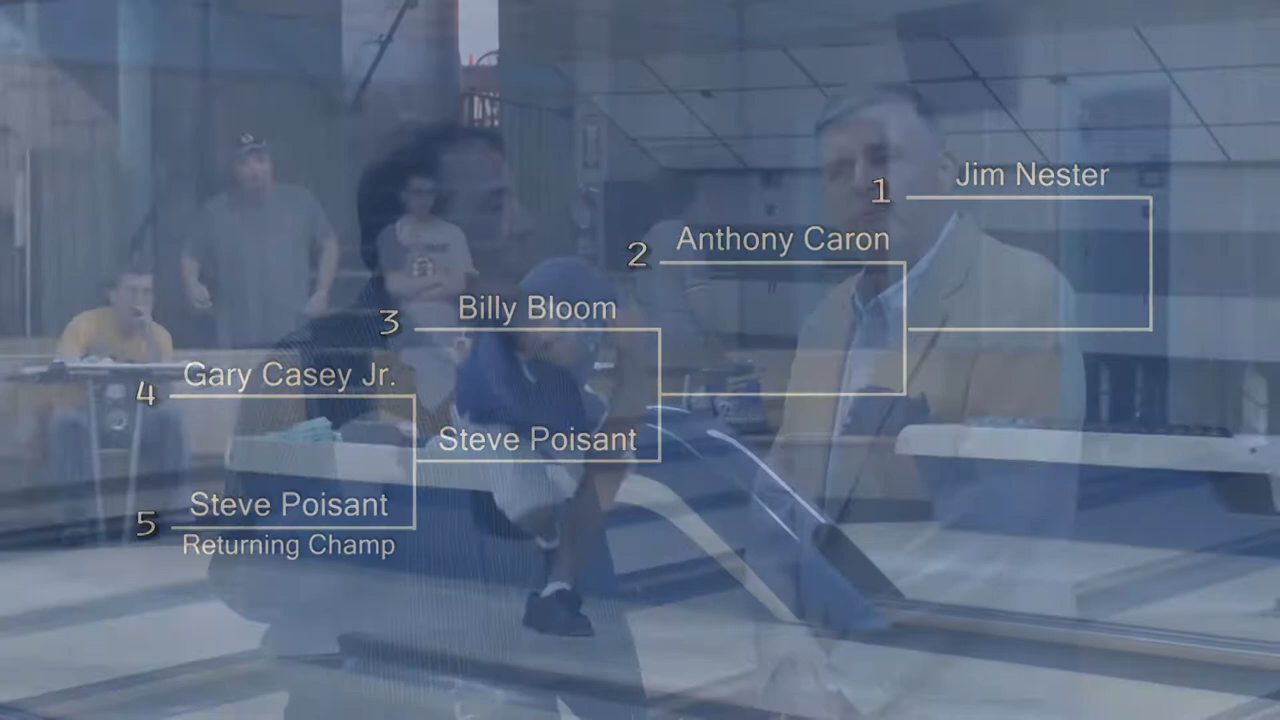 1 Jim Nester
2 Anthony Caron
3 Billy Bloom
4 Gary Casey Jr.
Steve Poisant
5 Steve Poisant
Returning Champ